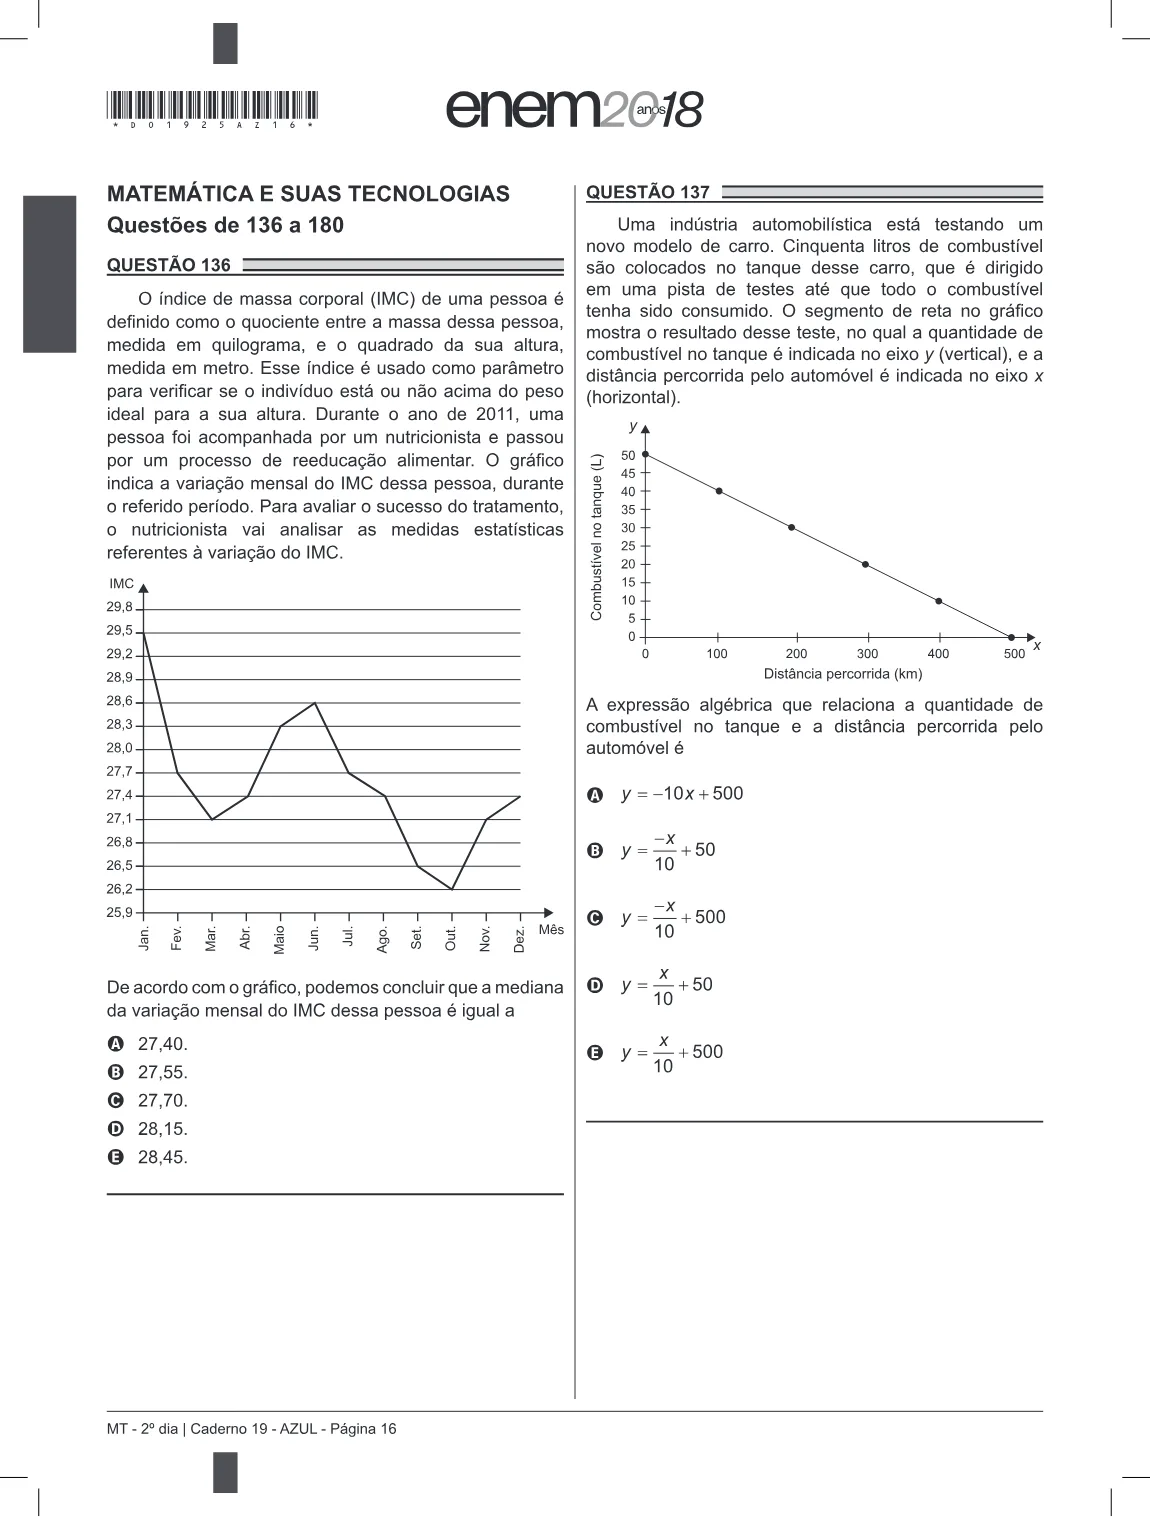 *DO1925AZ16*
enem2018
anos
MATEMÁTICA E SUAS TECNOLOGIAS
Questões de 136 a 180
QUESTÃO 136
O índice de massa corporal (IMC) de uma pessoa é
definido como o quociente entre a massa dessa pessoa,
medida em quilograma, e o quadrado da sua altura,
medida em metro. Esse índice é usado como parâmetro
para verificar se o indivíduo está ou não acima do peso
ideal para a sua altura. Durante o ano de 2011, uma
pessoa foi acompanhada por um nutricionista e passou
por um processo de reeducação alimentar. O gráfico
indica a variação mensal do IMC dessa pessoa, durante
o referido período. Para avaliar o sucesso do tratamento,
o nutricionista vai analisar as medidas estatísticas
referentes à variação do IMC.
IMC
29,8
29,5
29,2
28,9
28,6
28,3
28,0
27,7
27,4
27,1
26,8
26,5
26,2
25,9
Jan. Fev. Mar. Abr. Maio Jun. Jul. Ago. Set. Out. Nov. Dez. Mês
De acordo com o gráfico, podemos concluir que a mediana
da variação mensal do IMC dessa pessoa é igual a
A 27,40.
B 27,55.
C 27,70.
D 28,15.
E 28,45.
QUESTÃO 137
Uma indústria automobilística está testando um
novo modelo de carro. Cinquenta litros de combustível
são colocados no tanque desse carro, que é dirigido
em uma pista de testes até que todo o combustível
tenha sido consumido. O segmento de reta no gráfico
mostra o resultado desse teste, no qual a quantidade de
combustível no tanque é indicada no eixo y (vertical), e a
distância percorrida pelo automóvel é indicada no eixo x
(horizontal).
y
Combustível no tanque (L)
50
45
40
35
30
25
20
15
10
5
0
0 100 200 300 400 500 x
Distância percorrida (km)
A expressão algébrica que relaciona a quantidade de
combustível no tanque e a distância percorrida pelo
automóvel é
A y = −10x + 500
B y = −x/10 + 50
C y = −x/10 + 500
D y = x/10 + 50
E y = x/10 + 500
MT - 2º dia | Caderno 19 - AZUL - Página 16